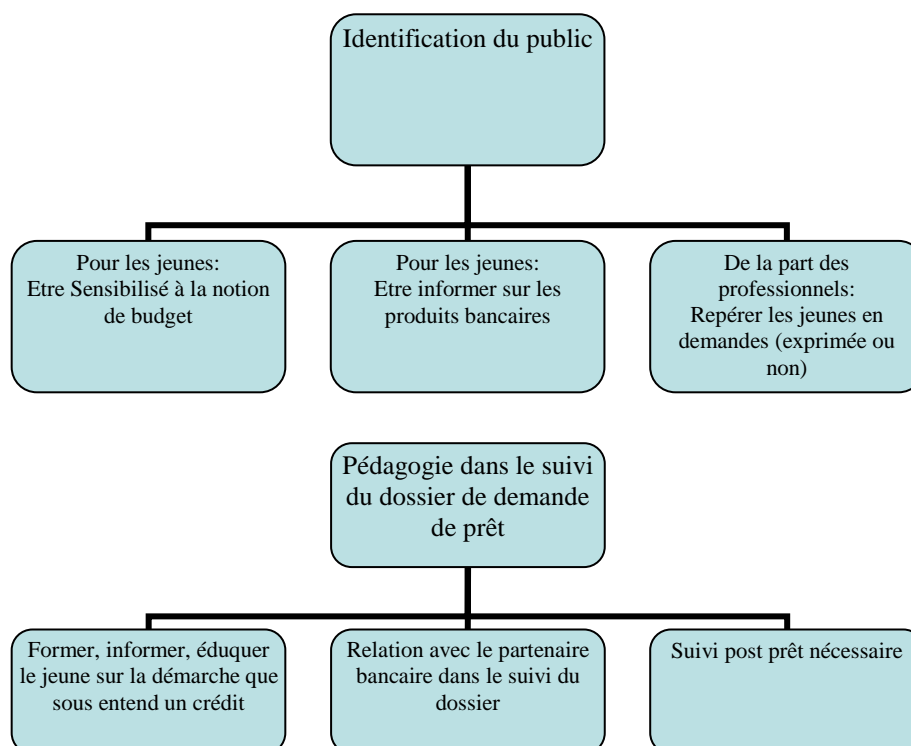 Identification du public
Pour les jeunes:
Etre Sensibilisé à la notion
de budget
Pour les jeunes:
Etre informer sur les
produits bancaires
De la part des
professionnels:
Repérer les jeunes en
demandes (exprimée ou
non)
Pédagogie dans le suivi
du dossier de demande
de prêt
Former, informer, éduquer
le jeune sur la démarche que
sous entend un crédit
Relation avec le partenaire
bancaire dans le suivi du
dossier
Suivi post prêt nécessaire